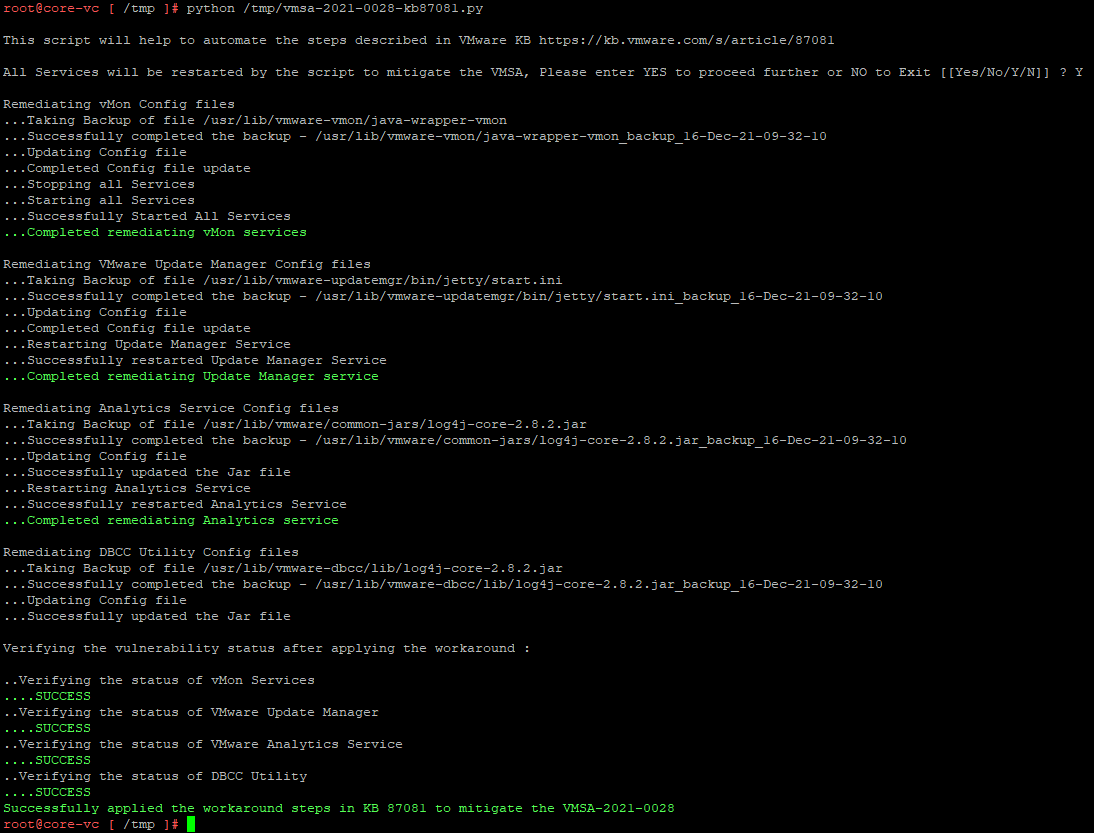 root@core-vc [ /tmp ]# python /tmp/vmsa-2021-0028-kb87081.py
This script will help to automate the steps described in VMware KB https://kb.vmware.com/s/article/87081
All Services will be restarted by the script to mitigate the VMSA, Please enter YES to proceed further or NO to Exit [[Yes/No/Y/N]] ? Y
Remediating vMon Config files
...Taking Backup of file /usr/lib/vmware-vmon/java-wrapper-vmon
...Successfully completed the backup - /usr/lib/vmware-vmon/java-wrapper-vmon_backup_16-Dec-21-09-32-10
...Updating Config file
...Completed Config file update
...Stopping all Services
...Starting all Services
...Successfully Started All Services
...Completed remediating vMon services
Remediating VMware Update Manager Config files
...Taking Backup of file /usr/lib/vmware-updatemgr/bin/jetty/start.ini
...Successfully completed the backup - /usr/lib/vmware-updatemgr/bin/jetty/start.ini_backup_16-Dec-21-09-32-10
...Updating Config file
...Completed Config file update
...Restarting Update Manager Service
...Successfully restarted Update Manager Service
...Completed remediating Update Manager service
Remediating Analytics Service Config files
...Taking Backup of file /usr/lib/vmware/common-jars/log4j-core-2.8.2.jar
...Successfully completed the backup - /usr/lib/vmware/common-jars/log4j-core-2.8.2.jar_backup_16-Dec-21-09-32-10
...Updating Config file
...Successfully updated the Jar file
...Restarting Analytics Service
...Successfully restarted Analytics Service
...Completed remediating Analytics service
Remediating DBCC Utility Config files
...Taking Backup of file /usr/lib/vmware-dbcc/lib/log4j-core-2.8.2.jar
...Successfully completed the backup - /usr/lib/vmware-dbcc/lib/log4j-core-2.8.2.jar_backup_16-Dec-21-09-32-10
...Updating Config file
...Successfully updated the Jar file
Verifying the vulnerability status after applying the workaround :
..Verifying the status of vMon Services
....SUCCESS
..Verifying the status of VMware Update Manager
....SUCCESS
..Verifying the status of VMware Analytics Service
....SUCCESS
..Verifying the status of DBCC Utility
....SUCCESS
Successfully applied the workaround steps in KB 87081 to mitigate the VMSA-2021-0028
root@core-vc [ /tmp ]#